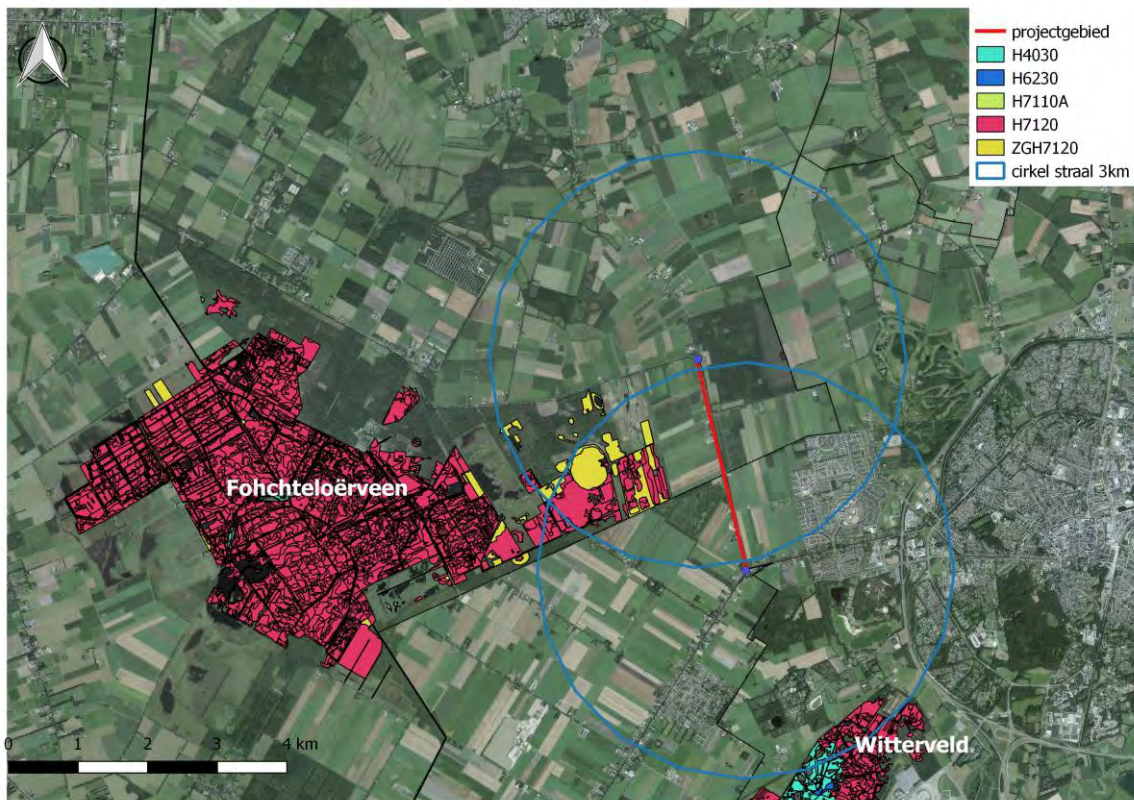 projectgebied
H4030
H6230
H7110A
H7120
ZGH7120
cirkel straal 3km
Fohchteloërveen
Witterveld
0 1 2 3 4 km